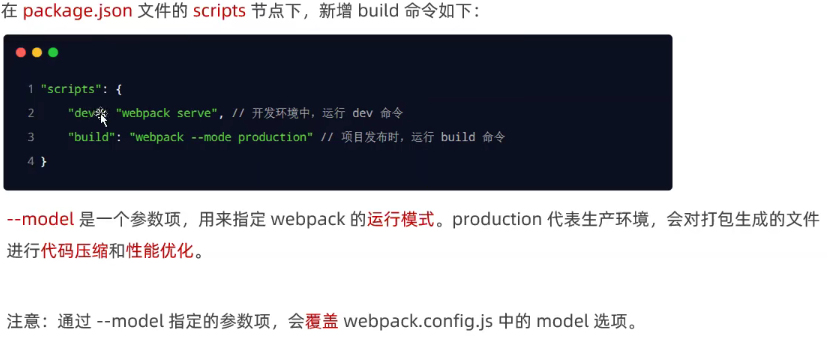 在 package.json 文件的 scripts 节点下，新增 build 命令如下：
1 "scripts": {
2 "dev": "webpack serve", // 开发环境中，运行 dev 命令
3 "build": "webpack --mode production" // 项目发布时，运行 build 命令
4 }
--model 是一个参数项，用来指定 webpack 的运行模式。production 代表生产环境，会对打包生成的文件
进行代码压缩和性能优化。
注意：通过 --model 指定的参数项，会覆盖 webpack.config.js 中的 model 选项。